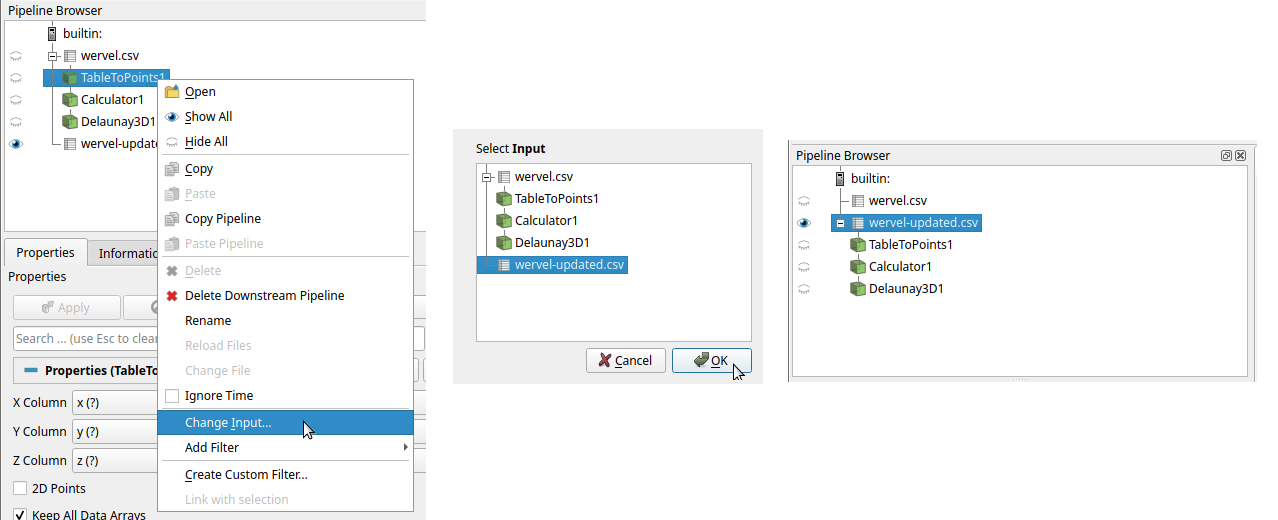 Pipeline Browser
builtin:
wervel.csv
TableToPoints1
Calculator1
Delaunay3D1
wervel-update
Open
Show All
Hide All
Copy
Paste
Copy Pipeline
Paste Pipeline
Delete
Delete Downstream Pipeline
Rename
Reload Files
Change File
Ignore Time
Change Input...
Add Filter
Create Custom Filter...
Link with selection
Properties
Informatio
Properties
Apply
Search ... (use Esc to clear
Properties (TableTo
X Column x (?)
Y Column y (?)
Z Column z (?)
2D Points
Keep All Data Arrays
Select Input
wervel.csv
TableToPoints1
Calculator1
Delaunay3D1
wervel-updated.csv
Cancel
OK
Pipeline Browser
builtin:
wervel.csv
wervel-updated.csv
TableToPoints1
Calculator1
Delaunay3D1